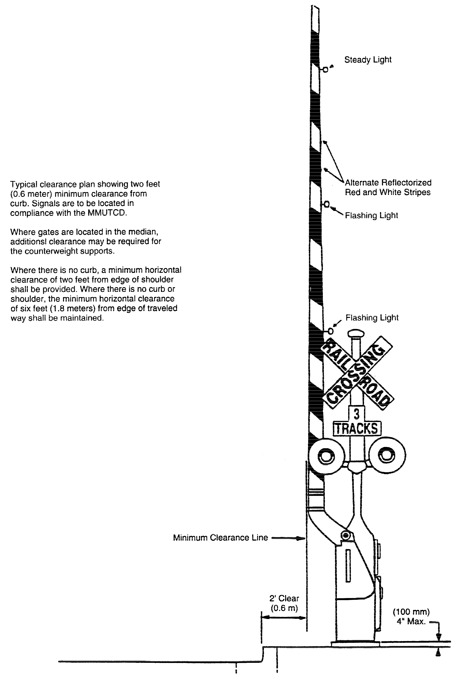 Steady Light
Alternate Reflectorized
Red and White Stripes
Flashing Light
Typical clearance plan showing two feet
(0.6 meter) minimum clearance from
curb. Signals are to be located in
compliance with the MMUTCD.
Where gates are located in the median,
additionsl clearance may be required for
the counterweight supports.
Where there is no curb, a minimum horizontal
clearance of two feet from edge of shoulder
shall be provided. Where there is no curb or
shoulder, the minimum horizontal clearance
of six feet (1.8 meters) from edge of traveled
way shall be maintained.
Flashing Light
RAIL ROAD
CROSSING
3
TRACKS
Minimum Clearance Line
2' Clear
(0.6 m)
(100 mm)
4" Max.